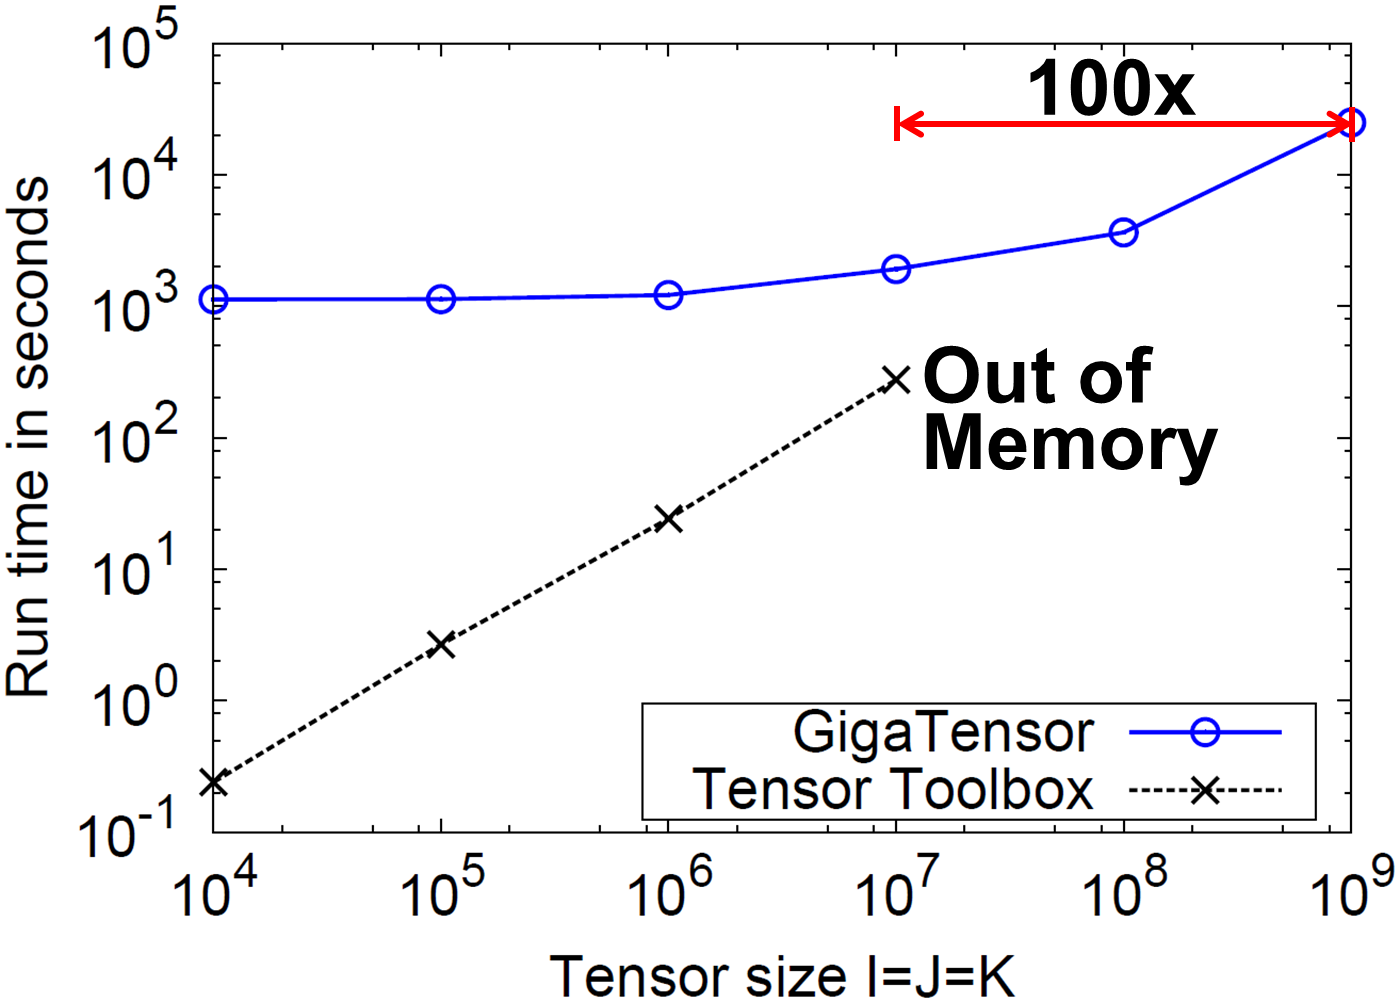 10^5
100x
10^4
10^3
Out of
Memory
10^2
10^1
10^0
10^-1
Run time in seconds
GigaTensor
Tensor Toolbox
10^4 10^5 10^6 10^7 10^8 10^9
Tensor size I=J=K